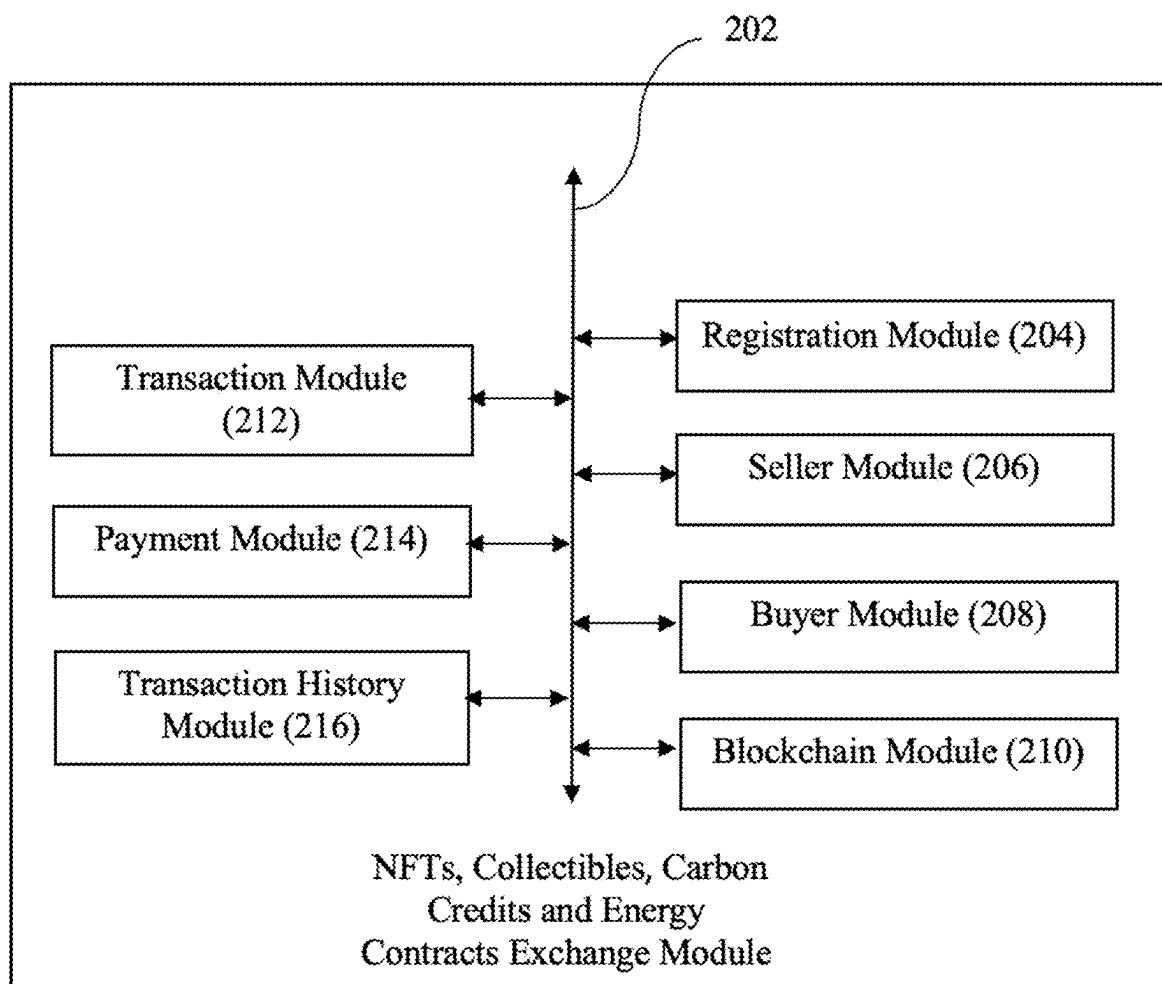 202
Registration Module (204)
Transaction Module
(212)
Seller Module (206)
Payment Module (214)
Buyer Module (208)
Transaction History
Module (216)
Blockchain Module (210)
NFTs, Collectibles, Carbon
Credits and Energy
Contracts Exchange Module